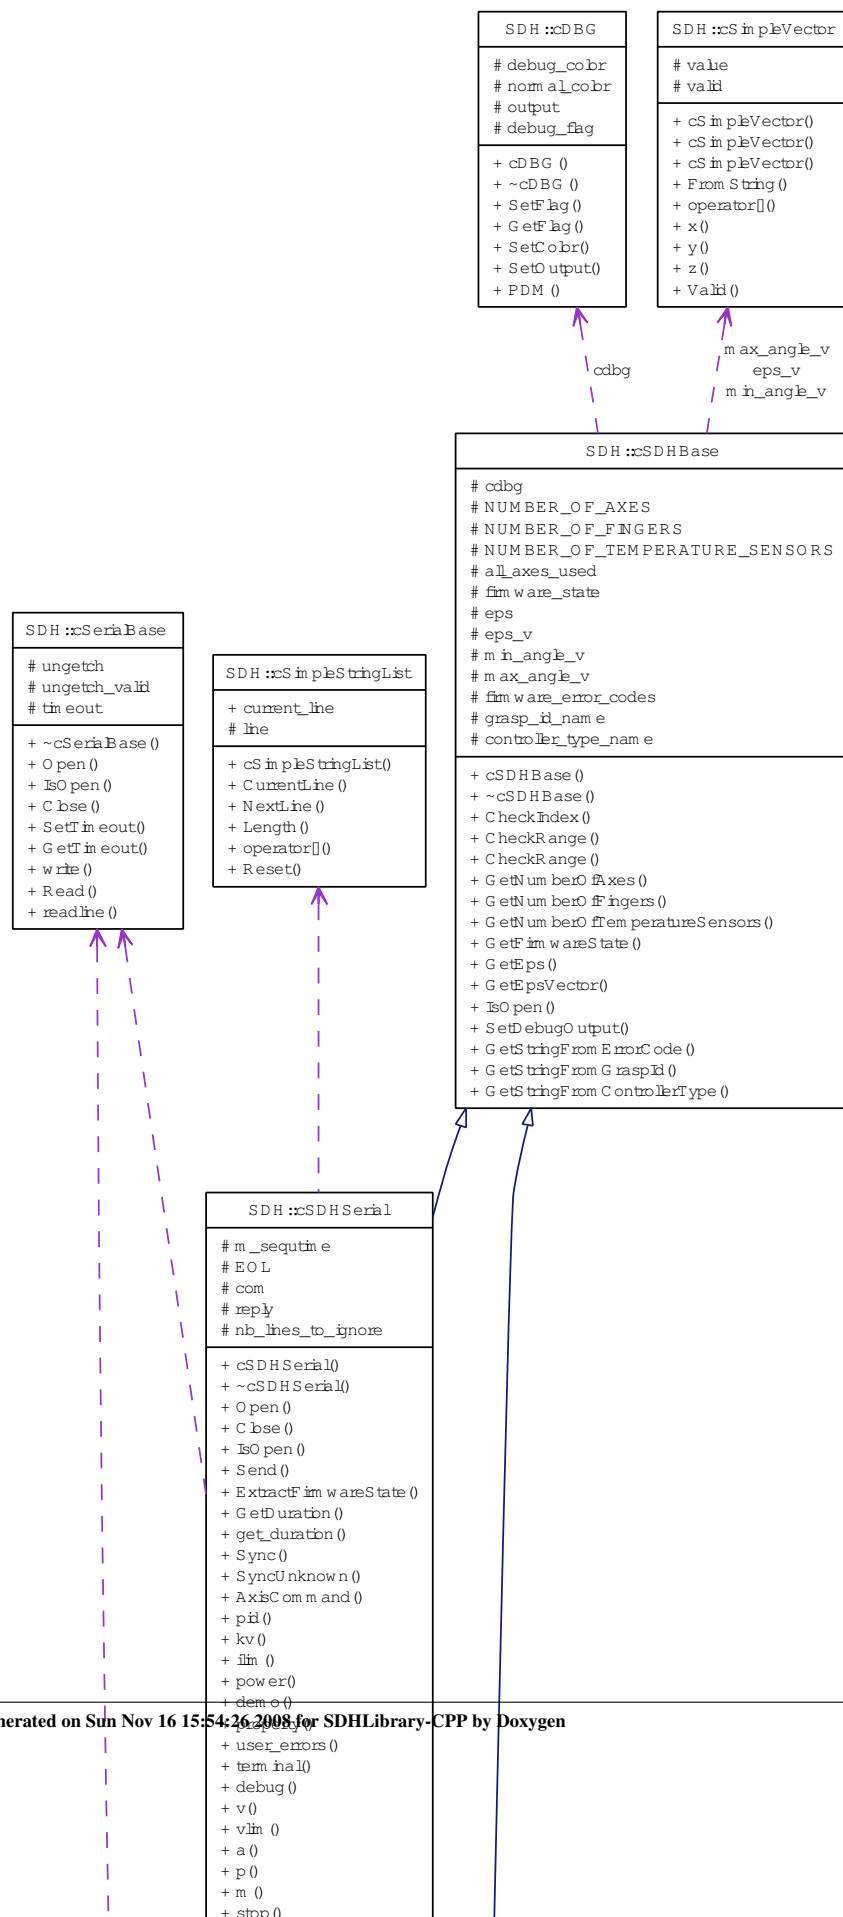 SDH::cDBG
# debug_color
# normal_color
# output
# debug_flag
+ cDBG()
+ ~cDBG()
+ SetFlag()
+ GetFlag()
+ SetColor()
+ SetOutput()
+ PDM()
SDH::cSimpleVector
# value
# valid
+ cSimpleVector()
+ cSimpleVector()
+ cSimpleVector()
+ FromString()
+ operator[]()
+ x()
+ y()
+ z()
+ Valid()
cdbg
max_angle_v
eps_v
min_angle_v
SDH::cSDHBase
# cdbg
# NUMBER_OF_AXES
# NUMBER_OF_FINGERS
# NUMBER_OF_TEMPERATURE_SENSORS
# all_axes_used
# firmware_state
# eps
# eps_v
# min_angle_v
# max_angle_v
# firmware_error_codes
# grasp_id_name
# controller_type_name
+ cSDHBase()
+ ~cSDHBase()
+ CheckIndex()
+ CheckRange()
+ CheckRange()
+ GetNumberOfAxes()
+ GetNumberOfFingers()
+ GetNumberOfTemperatureSensors()
+ GetFirmwareState()
+ GetEps()
+ GetEpsVector()
+ IsOpen()
+ SetDebugOutput()
+ GetStringFromErrorCode()
+ GetStringFromGraspId()
+ GetStringFromControllerType()
SDH::cSerialBase
# ungetch
# ungetch_valid
# timeout
+ ~cSerialBase()
+ Open()
+ IsOpen()
+ Close()
+ SetTimeout()
+ GetTimeout()
+ write()
+ Read()
+ readline()
SDH::cSimpleStringList
+ current_line
# line
+ cSimpleStringList()
+ CurrentLine()
+ NextLine()
+ Length()
+ operator[]()
+ Reset()
SDH::cSDHSerial
# m_sequtime
# EOL
# com
# reply
# nb_lines_to_ignore
+ cSDHSerial()
+ ~cSDHSerial()
+ Open()
+ Close()
+ IsOpen()
+ Send()
+ ExtractFirmwareState()
+ GetDuration()
+ get_duration()
+ Sync()
+ SyncUnknown()
+ AxisCommand()
+ pid()
+ kv()
+ ilim()
+ power()
+ demo()
+ property()
+ user_errors()
+ terminal()
+ debug()
+ v()
+ vlim()
+ a()
+ p()
+ m()
+ stop()
nerated on Sun Nov 16 15:54:26 2008 for SDHLibrary-CPP by Doxygen